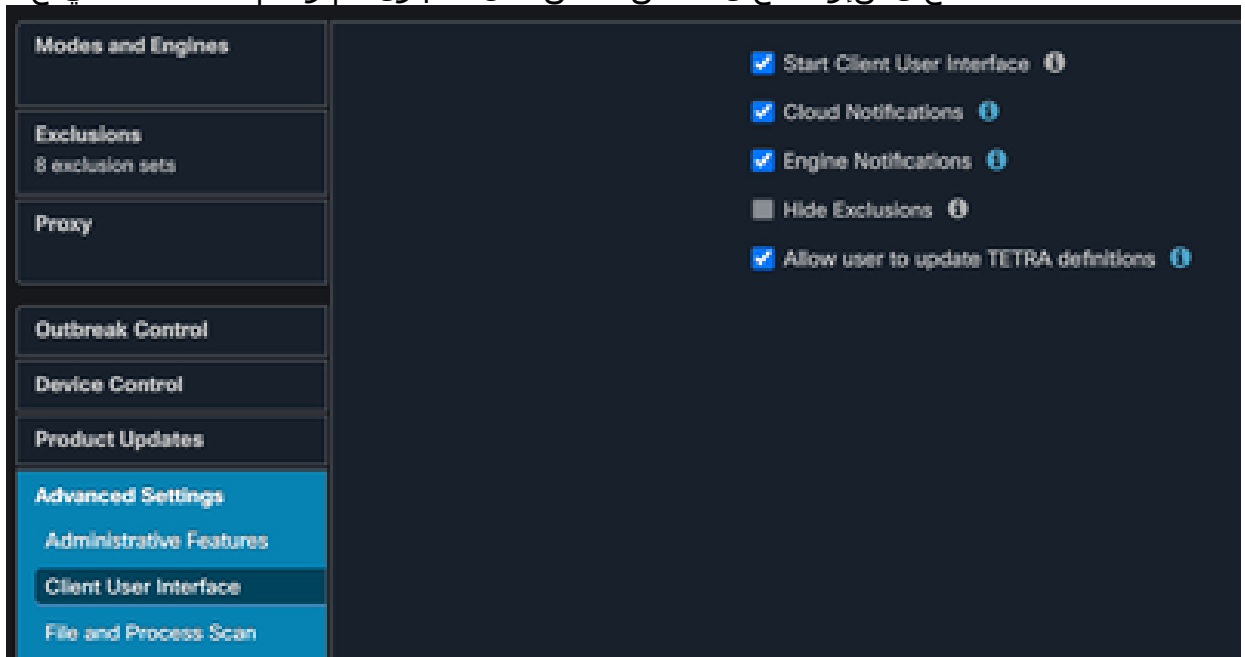 Modes and Engines
Exclusions
8 exclusion sets
Proxy
Outbreak Control
Device Control
Product Updates
Advanced Settings
Administrative Features
Client User Interface
File and Process Scan
Start Client User Interface
Cloud Notifications
Engine Notifications
Hide Exclusions
Allow user to update TETRA definitions